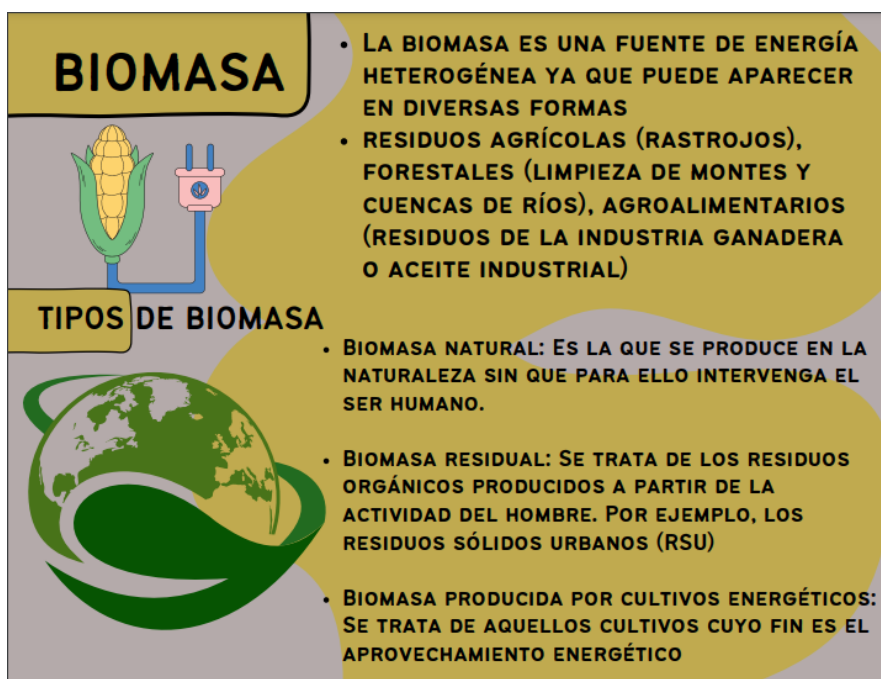 BIOMASA
• LA BIOMASA ES UNA FUENTE DE ENERGÍA
HETEROGÉNEA YA QUE PUEDE APARECER
EN DIVERSAS FORMAS
• RESIDUOS AGRÍCOLAS (RASTROJOS),
FORESTALES (LIMPIEZA DE MONTES Y
CUENCAS DE RÍOS), AGROALIMENTARIOS
(RESIDUOS DE LA INDUSTRIA GANADERA
O ACEITE INDUSTRIAL)
TIPOS DE BIOMASA
• BIOMASA NATURAL: ES LA QUE SE PRODUCE EN LA
NATURALEZA SIN QUE PARA ELLO INTERVENGA EL
SER HUMANO.
• BIOMASA RESIDUAL: SE TRATA DE LOS RESIDUOS
ORGÁNICOS PRODUCIDOS A PARTIR DE LA
ACTIVIDAD DEL HOMBRE. POR EJEMPLO, LOS
RESIDUOS SÓLIDOS URBANOS (RSU)
• BIOMASA PRODUCIDA POR CULTIVOS ENERGÉTICOS:
SE TRATA DE AQUELLOS CULTIVOS CUYO FIN ES EL
APROVECHAMIENTO ENERGÉTICO